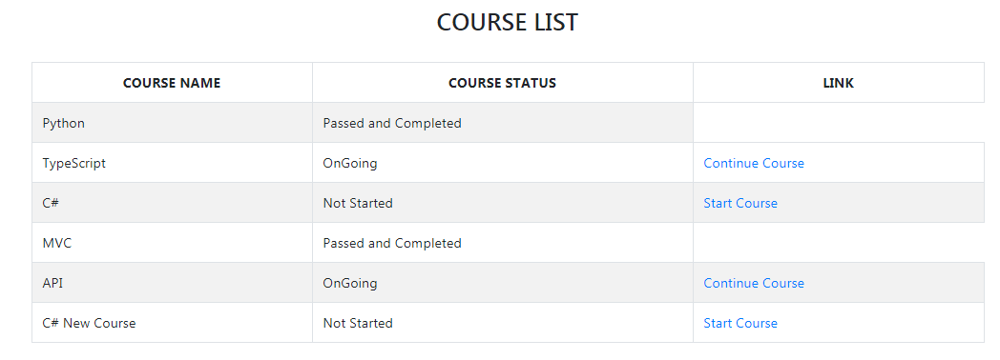 COURSE LIST
COURSE NAME COURSE STATUS LINK
Python Passed and Completed
TypeScript OnGoing Continue Course
C# Not Started Start Course
MVC Passed and Completed
API OnGoing Continue Course
C# New Course Not Started Start Course